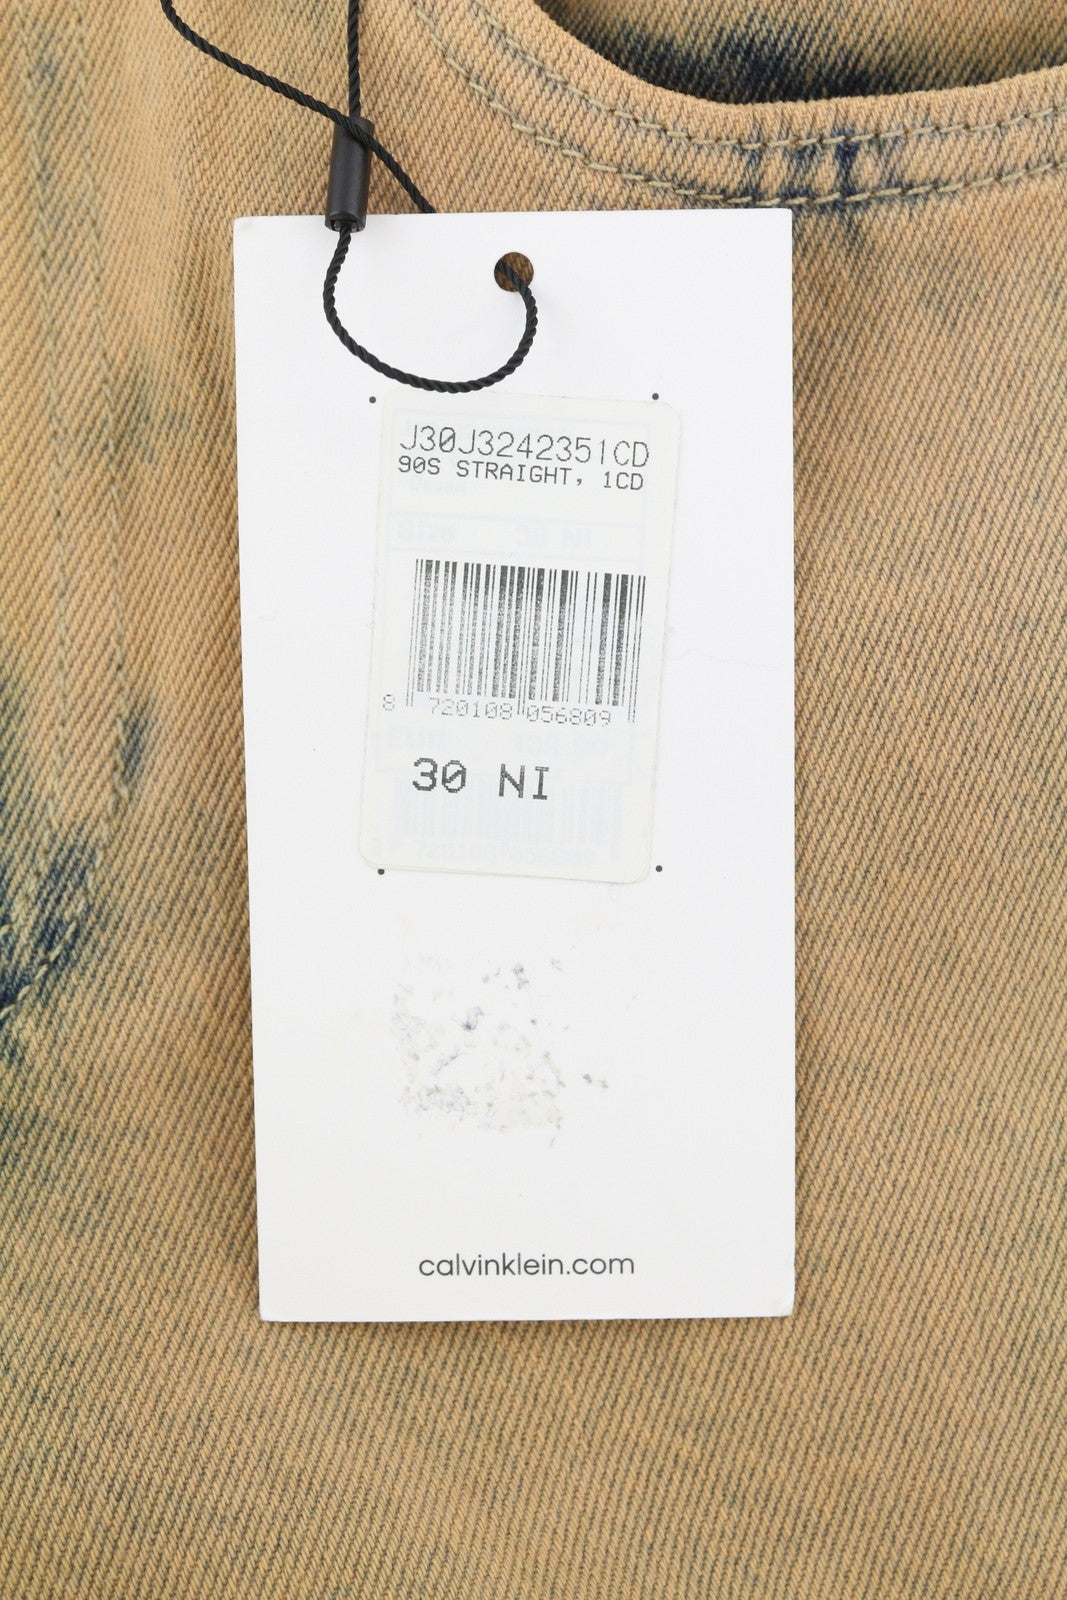 J30J3242351CD
90S STRAIGHT, 1CD
8 720108 056809
30 NI
calvinklein.com